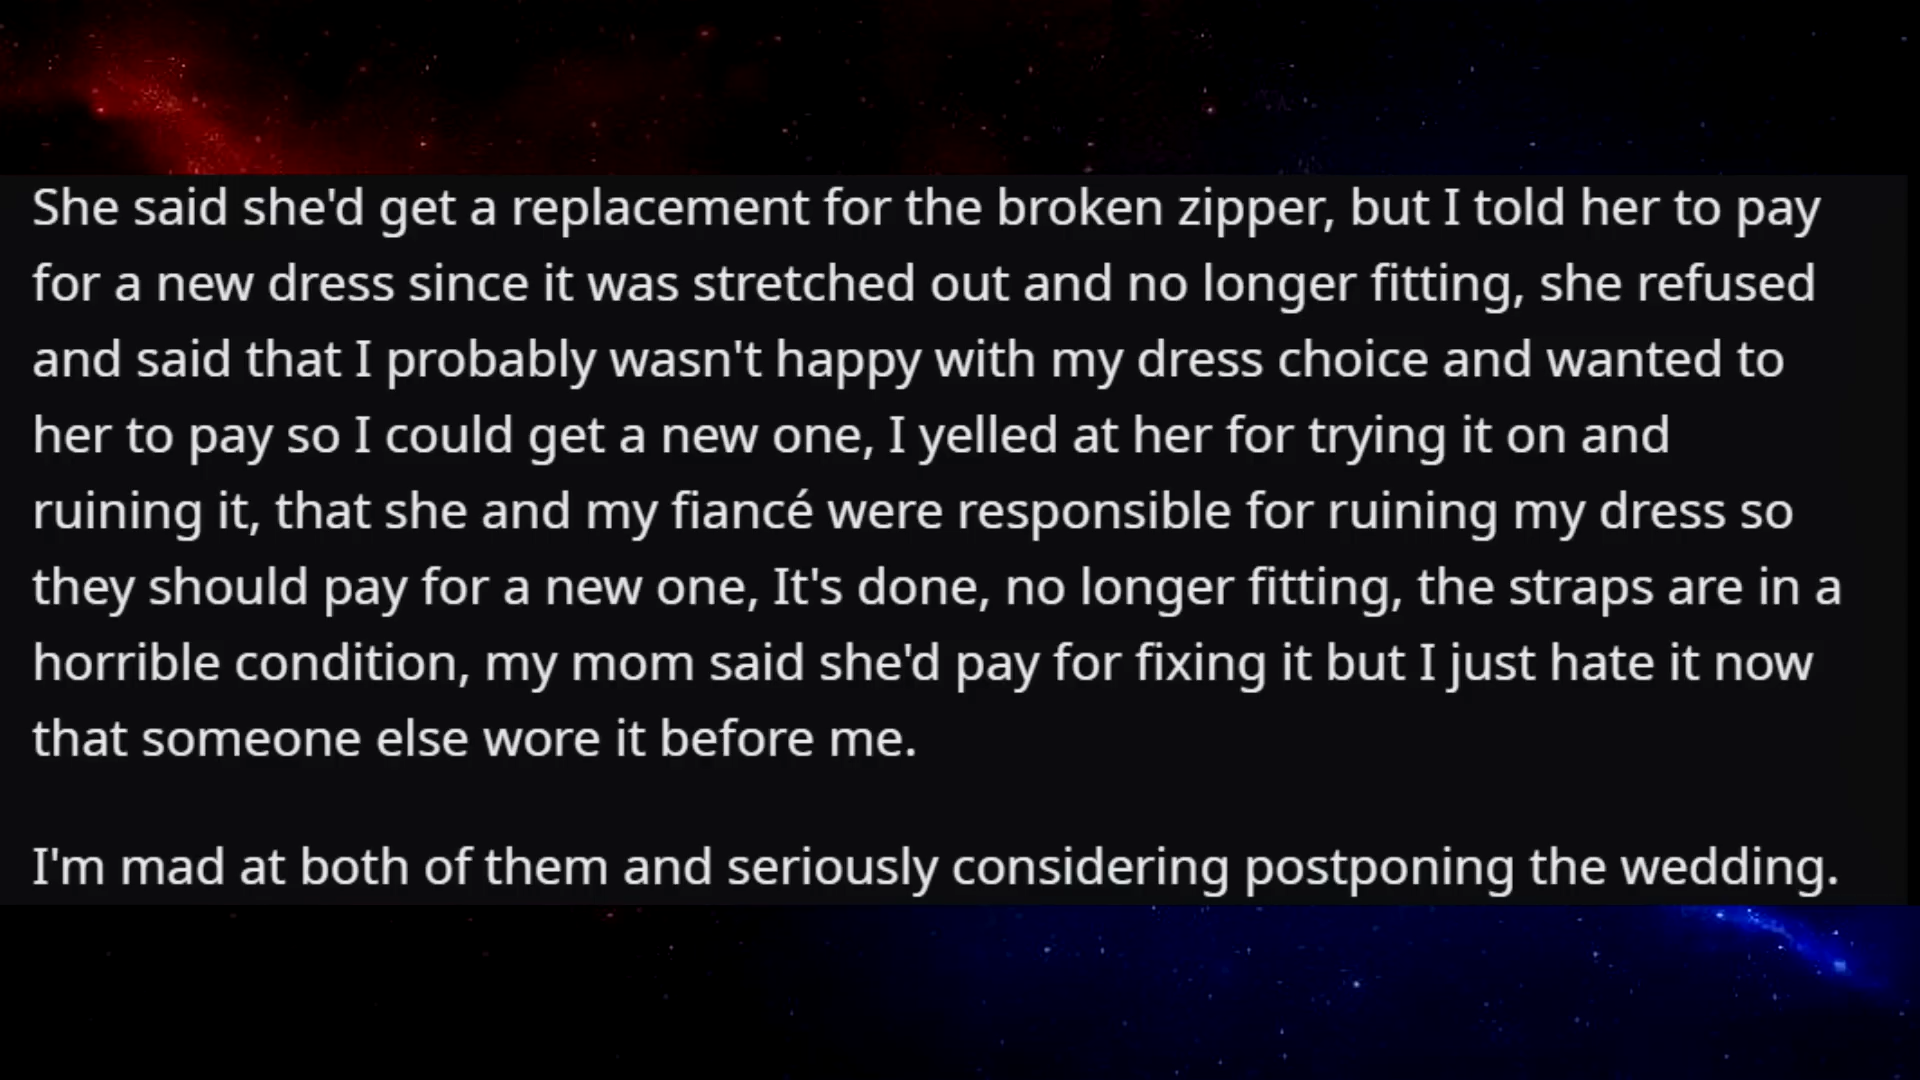 She said she'd get a replacement for the broken zipper, but I told her to pay
for a new dress since it was stretched out and no longer fitting, she refused
and said that I probably wasn't happy with my dress choice and wanted to
her to pay so I could get a new one, I yelled at her for trying it on and
ruining it, that she and my fiancé were responsible for ruining my dress so
they should pay for a new one, It's done, no longer fitting, the straps are in a
horrible condition, my mom said she'd pay for fixing it but I just hate it now
that someone else wore it before me.
I'm mad at both of them and seriously considering postponing the wedding.